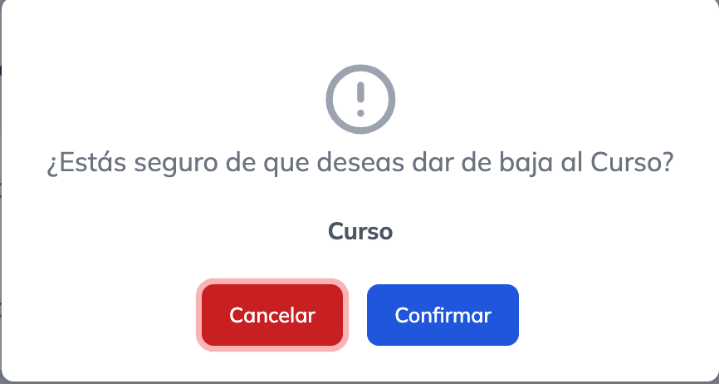 ¿Estás seguro de que deseas dar de baja al Curso?
Curso
Cancelar
Confirmar